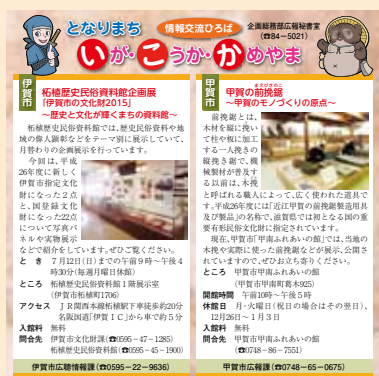 となりまち
情報交流ひろば
企画総務部広報秘書室
(☎84－5021)
いが・こうか・かめやま
伊賀市
柘植歴史民俗資料館企画展
「伊賀市の文化財2015」
～歴史と文化が輝くまちの資料館～
柘植歴史民俗資料館では、歴史民俗資料や地
域の偉人顕彰などをテーマ別に展示していて、
月替わりの企画展示を行っています。
今回は、平成
26年度に新しく
伊賀市指定文化
財になった2点
と、国登録文化
財になった22点
について写真パ
ネルや実物展示
などで紹介をしています。ぜひご覧ください。
と　き　7月12日(日)までの午前9時～午後4
時30分(毎週月曜日休館)
ところ　柘植歴史民俗資料館1階展示室
(伊賀市柘植町1706)
アクセス　JR関西本線柘植駅下車徒歩約20分
名阪国道「伊賀IC」から車で約5分
入館料　無料
問合先　伊賀市文化財課(☎0595－47－1285)
柘植歴史民俗資料館(☎0595－45－1900)
伊賀市広聴情報課(☎0595－22－9636)
甲賀市
甲賀の前挽鋸
まえびきのこ
～甲賀のモノづくりの原点～
前挽鋸とは、
木材を縦に挽い
て柱や板に加工
する一人挽きの
縦挽き鋸で、機
械製材が普及す
る以前は、木挽
と呼ばれる職人によって、広く使われた道具で
す。平成26年度には「近江甲賀の前挽鋸製造用具
及び製品」の名称で、滋賀県では初となる国の重
要有形民俗文化財に指定されています。
現在、甲賀市「甲南ふれあいの館」では、当地の
木挽や実際に使った前挽鋸などが展示、公開さ
れていますので、ぜひお立ち寄りください。
ところ　甲賀市甲南ふれあいの館
(甲賀市甲南町葛木925)
開館時間　午前10時～午後5時
休館日　月・火曜日(祝日の場合はその翌日)、
12月26日～1月3日
入館料　無料
問合先　甲賀市甲南ふれあいの館
(☎0748－86－7551)
甲賀市広報課(☎0748－65－0675)